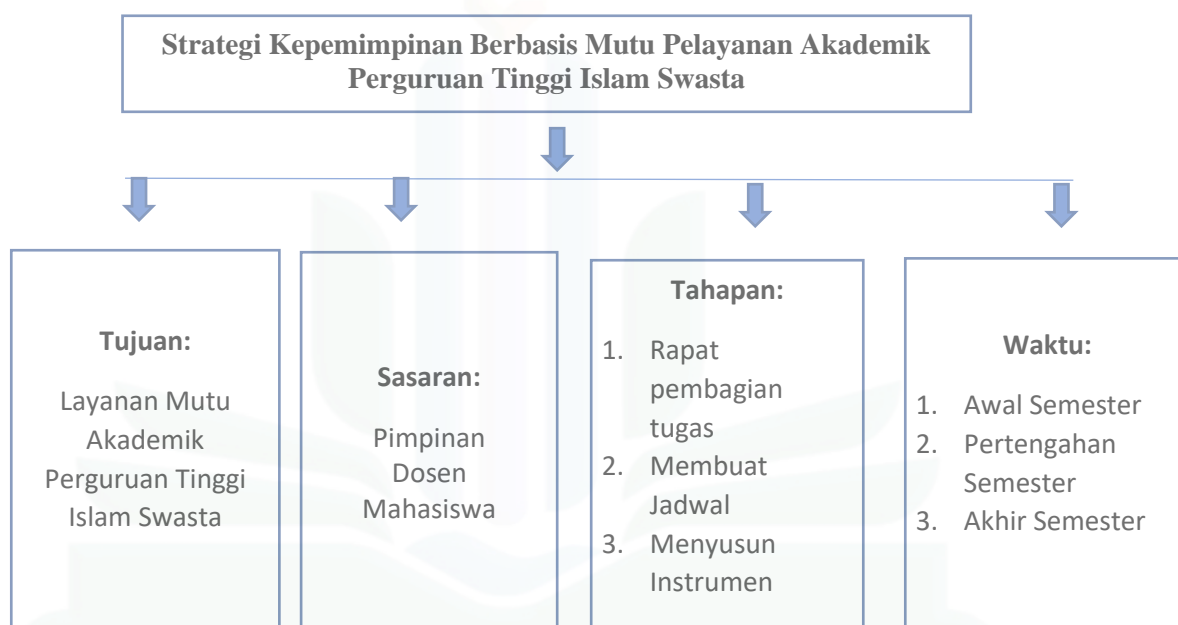 Strategi Kepemimpinan Berbasis Mutu Pelayanan Akademik
Perguruan Tinggi Islam Swasta
Tujuan:
Layanan Mutu
Akademik
Perguruan Tinggi
Islam Swasta
Sasaran:
Pimpinan
Dosen
Mahasiswa
Tahapan:
1. Rapat
pembagian
tugas
2. Membuat
Jadwal
3. Menyusun
Instrumen
Waktu:
1. Awal Semester
2. Pertengahan
Semester
3. Akhir Semester